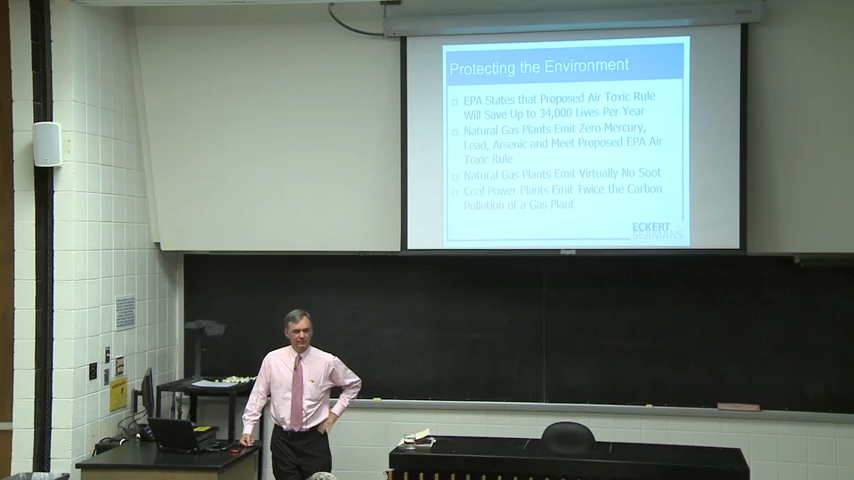 Protecting the Environment
EPA States that Proposed Air Toxic Rule
Will Save Up to 34,000 Lives Per Year
Natural Gas Plants Emit Zero Mercury,
Lead, Arsenic and Meet Proposed EPA Air
Toxic Rule
Natural Gas Plants Emit Virtually No Soot
Coal Power Plants Emit Twice the Carbon
Pollution of a Gas Plant
ECKERT
SEAMANS